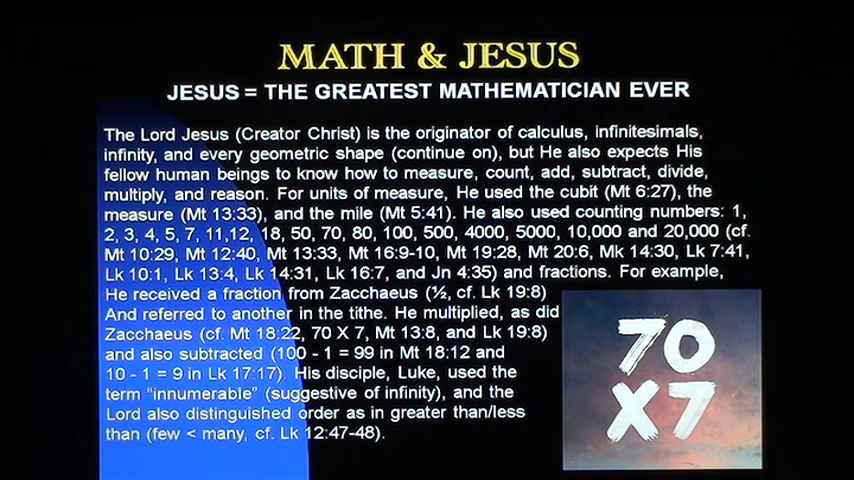 MATH & JESUS
JESUS = THE GREATEST MATHEMATICIAN EVER
The Lord Jesus (Creator Christ) is the originator of calculus, infinitesimals,
infinity, and every geometric shape (continue on), but He also expects His
fellow human beings to know how to measure, count, add, subtract, divide,
multiply, and reason. For units of measure, He used the cubit (Mt 6:27), the
measure (Mt 13:33), and the mile (Mt 5:41). He also used counting numbers: 1,
2, 3, 4, 5, 7, 11,12, 18, 50, 70, 80, 100, 500, 4000, 5000, 10,000 and 20,000 (cf.
Mt 10:29, Mt 12:40, Mt 13:33, Mt 16:9-10, Mt 19:28, Mt 20:6, Mk 14:30, Lk 7:41,
Lk 10:1, Lk 13:4, Lk 14:31, Lk 16:7, and Jn 4:35) and fractions. For example,
He received a fraction from Zacchaeus (½, cf. Lk 19:8)
And referred to another in the tithe. He multiplied, as did
Zacchaeus (cf. Mt 18:22, 70 X 7, Mt 13:8, and Lk 19:8)
and also subtracted (100 - 1 = 99 in Mt 18:12 and
10 - 1 = 9 in Lk 17:17). His disciple, Luke, used the
term “innumerable” (suggestive of infinity), and the
Lord also distinguished order as in greater than/less
than (few < many, cf. Lk 12:47-48).
70
X7